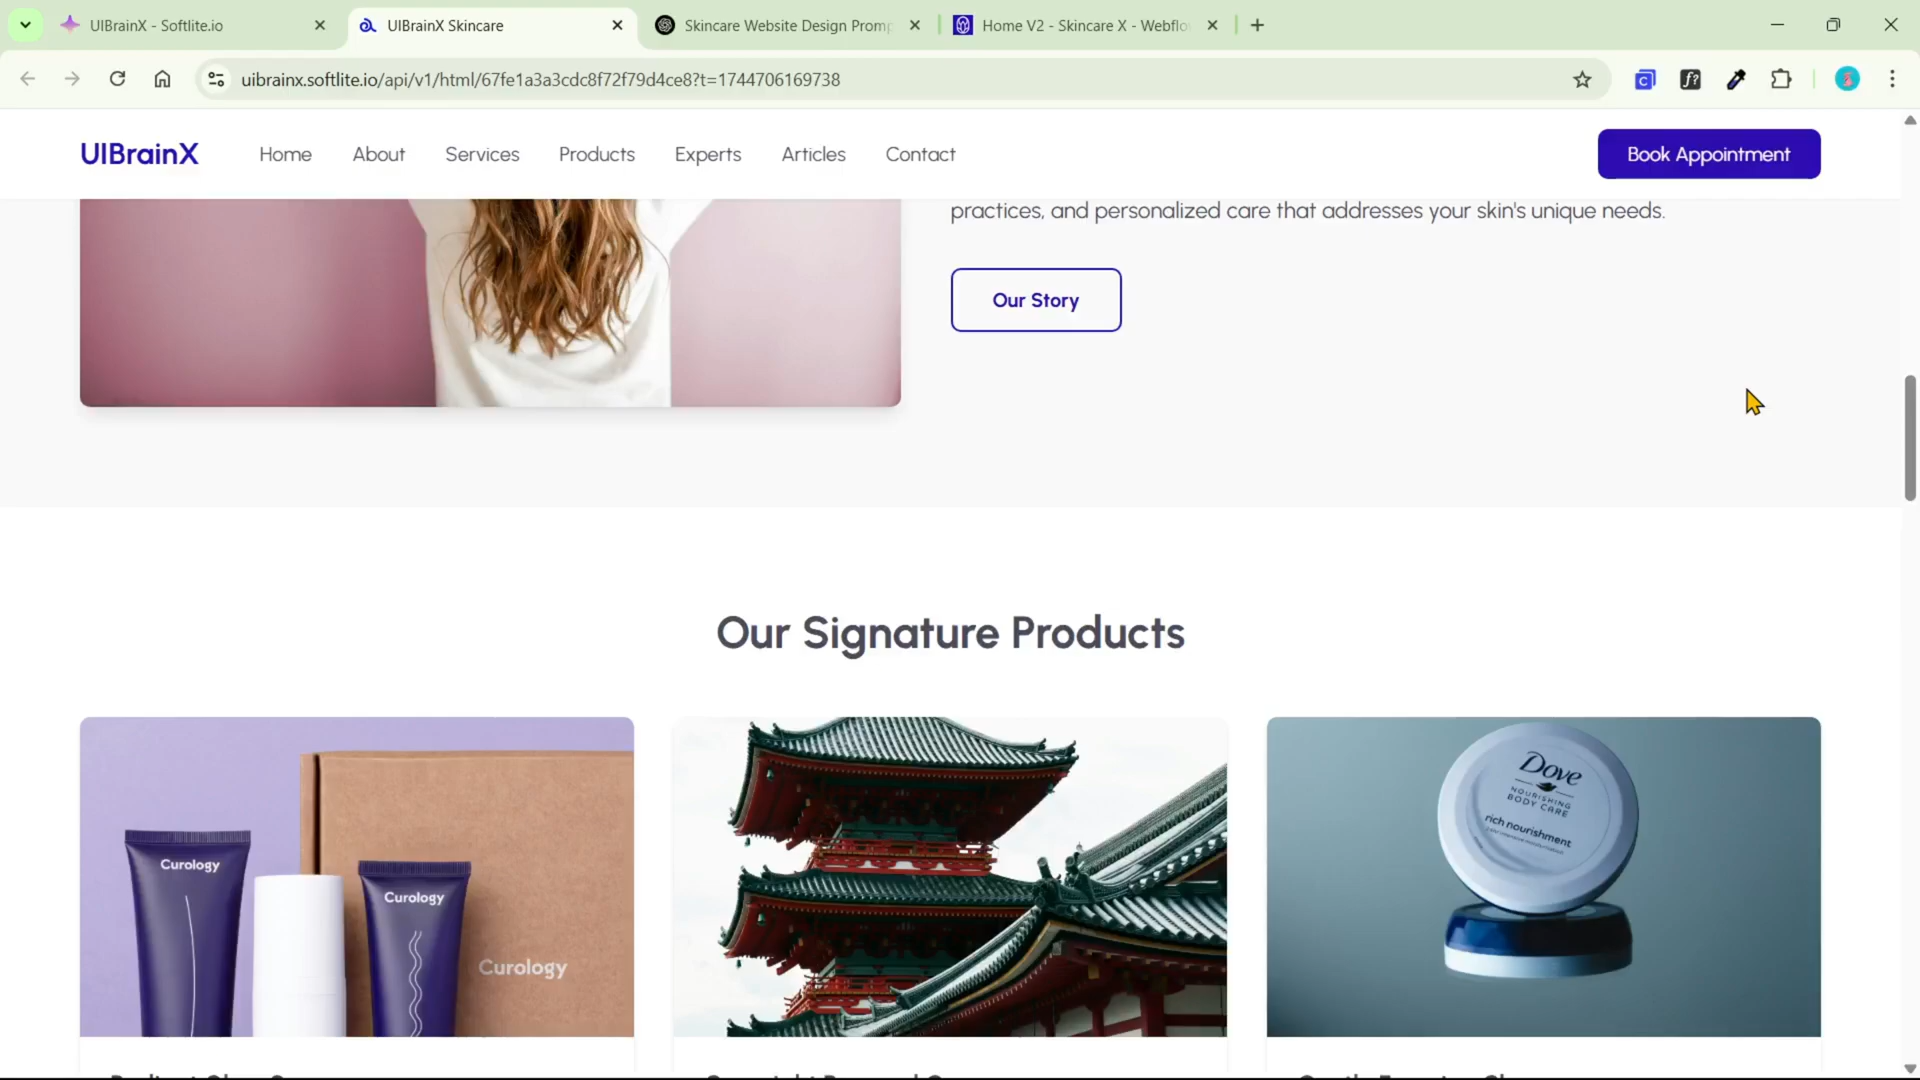 UIBrainX - Softlite.io
UIBrainX Skincare
Skincare Website Design Promp
Home V2 - Skincare X - Webflo
uibrainx.softlite.io/api/v1/html/67fe1a3a3cdc8f72f79d4ce8?t=1744706169738
UIBrainX
Home
About
Services
Products
Experts
Articles
Contact
Book Appointment
practices, and personalized care that addresses your skin's unique needs.
Our Story
Our Signature Products
Curology
Curology
Curology
Dove
NOURISHING
BODY CARE
rich nourishment